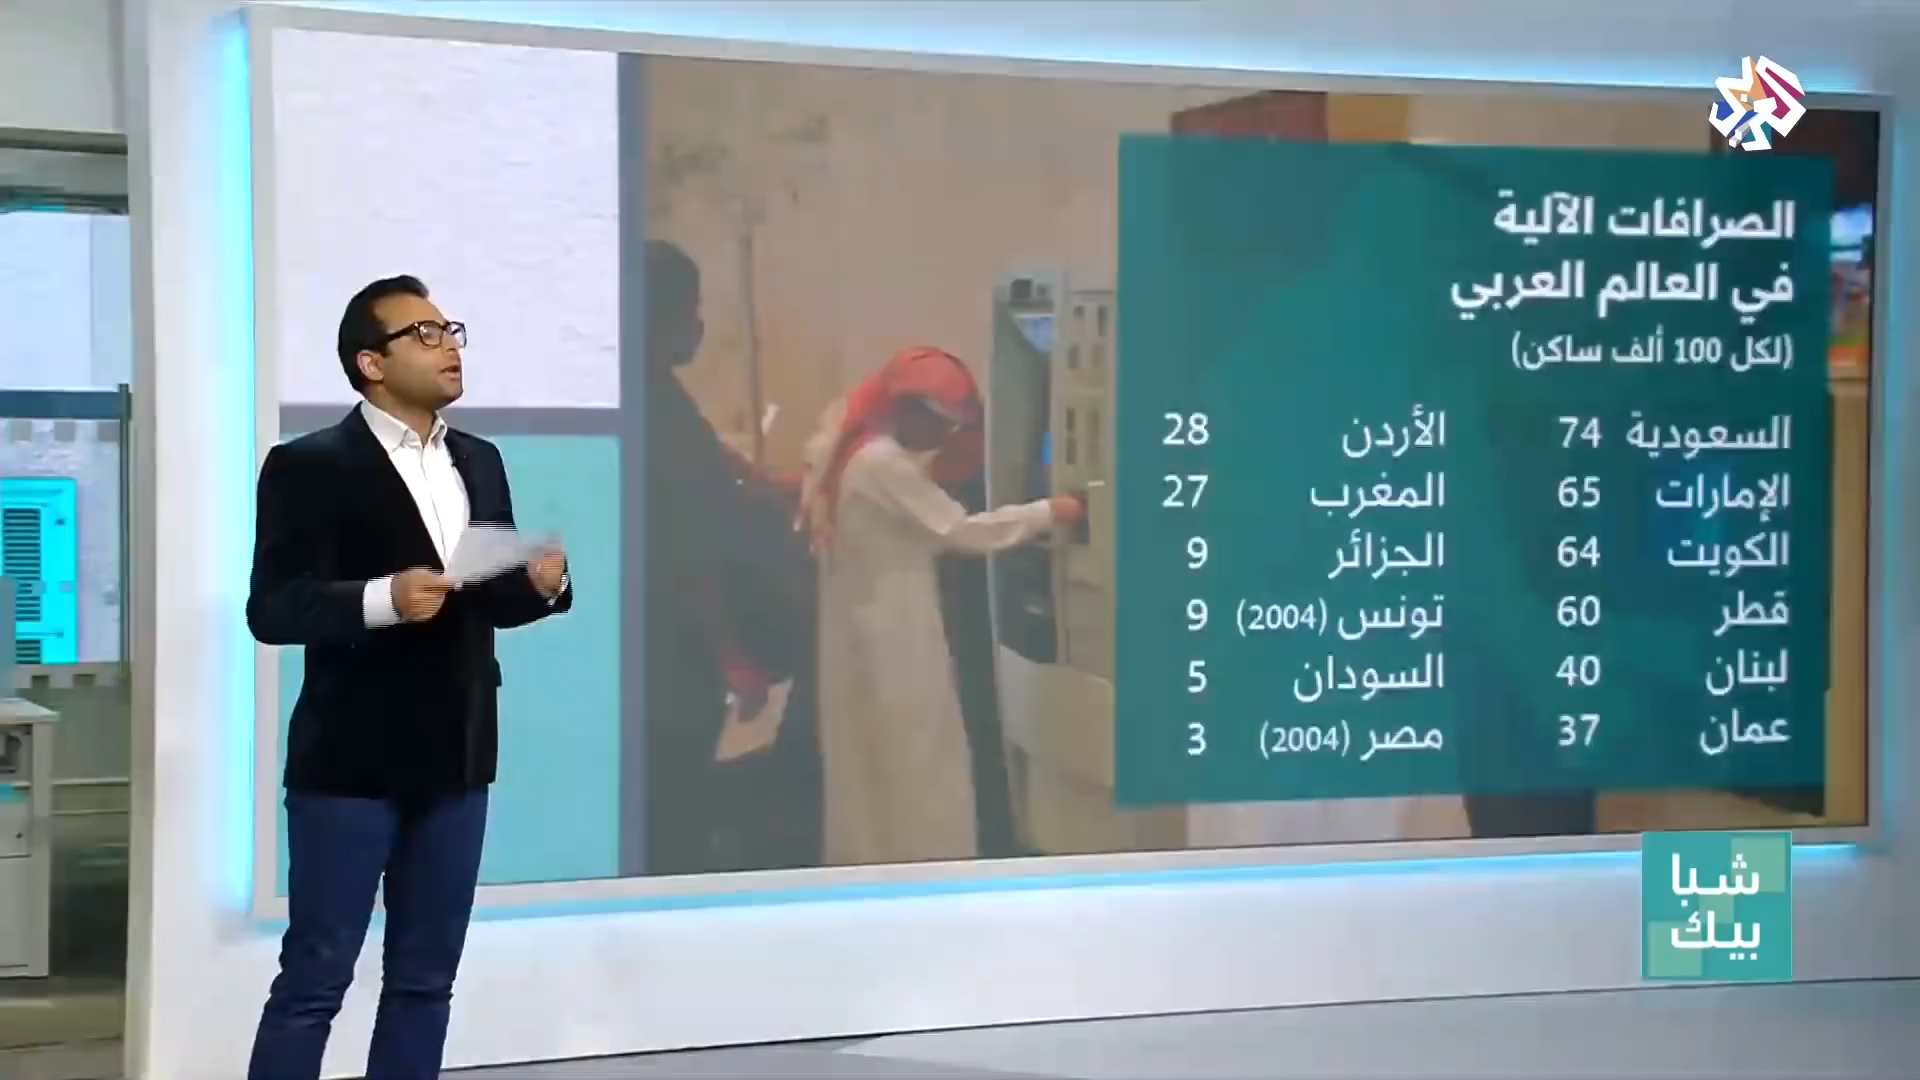 الصرافات الآلية
في العالم العربي
(لكل 100 ألف ساكن)
السعودية 74
الإمارات 65
الكويت 64
قطر 60
لبنان 40
عمان 37
الأردن 28
المغرب 27
الجزائر 9
تونس (2004) 9
السودان 5
مصر (2004) 3
شبا
بيك